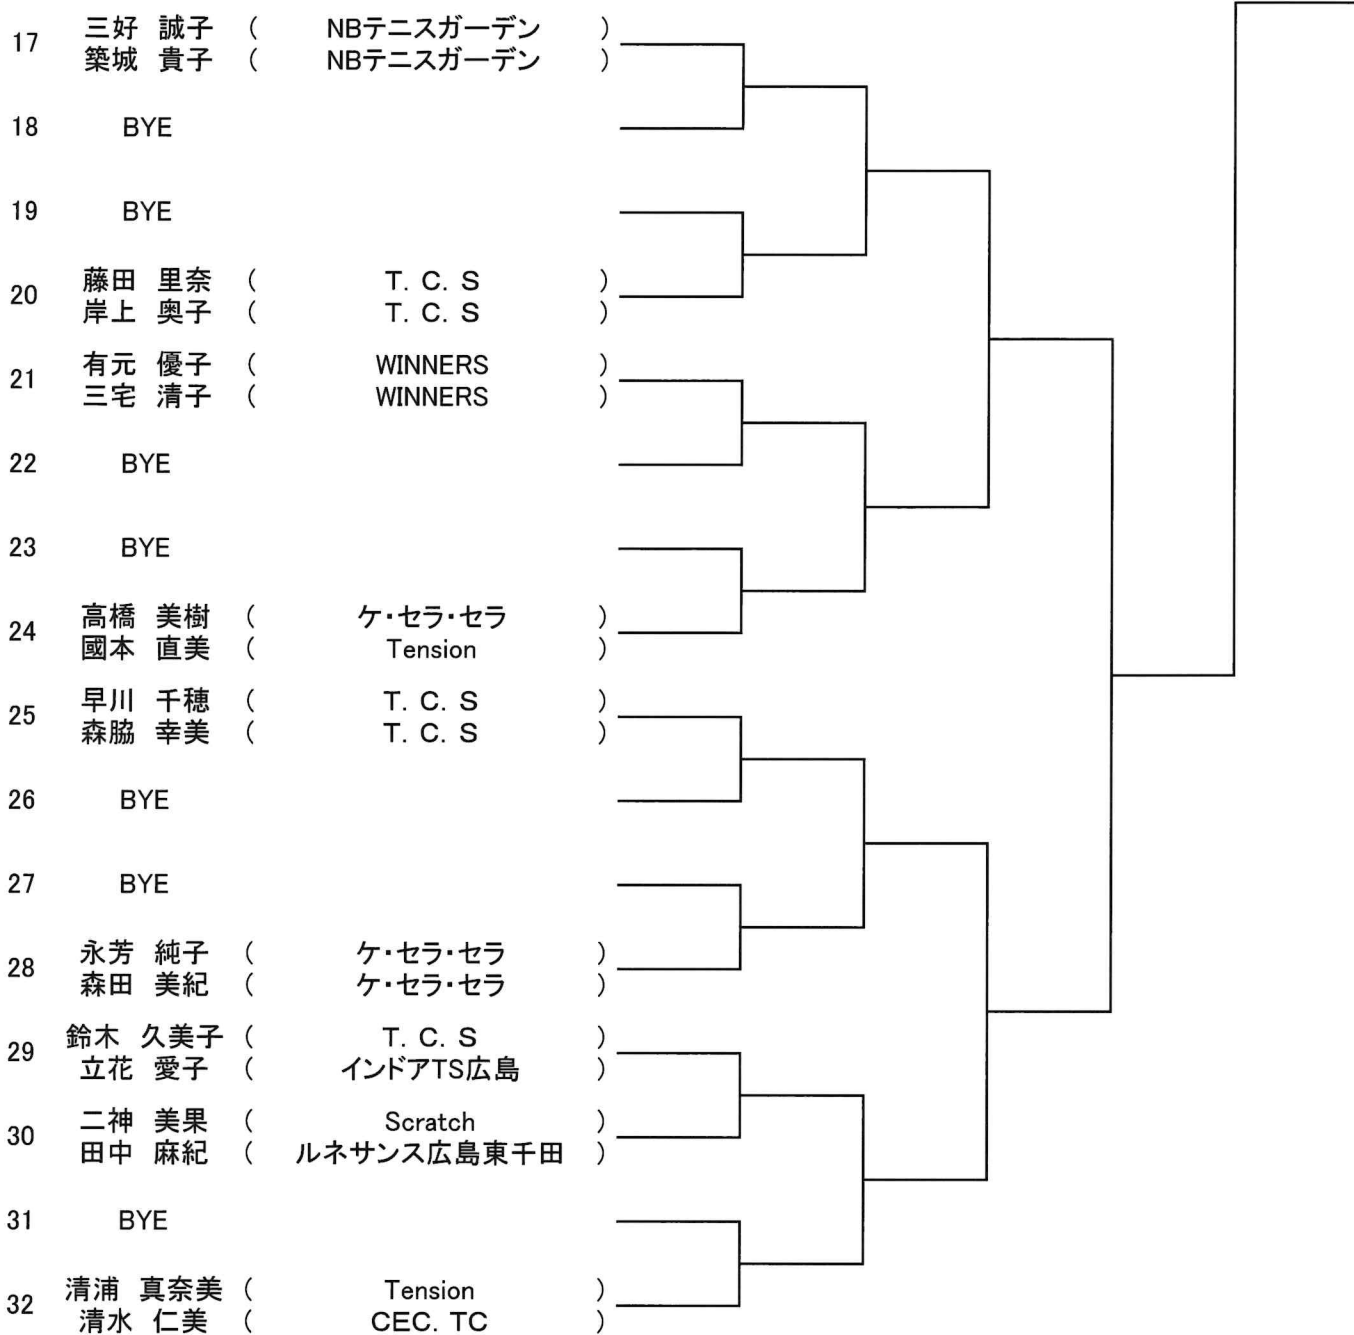 17 三好 誠子 ( NBテニスガーデン )
築城 貴子 ( NBテニスガーデン )
18 BYE
19 BYE
20 藤田 里奈 ( T. C. S )
岸上 奥子 ( T. C. S )
21 有元 優子 ( WINNERS )
三宅 清子 ( WINNERS )
22 BYE
23 BYE
24 高橋 美樹 ( ケ・セラ・セラ )
國本 直美 ( Tension )
25 早川 千穂 ( T. C. S )
森脇 幸美 ( T. C. S )
26 BYE
27 BYE
28 永芳 純子 ( ケ・セラ・セラ )
森田 美紀 ( ケ・セラ・セラ )
29 鈴木 久美子 ( T. C. S )
立花 愛子 ( インドアTS広島 )
30 二神 美果 ( Scratch )
田中 麻紀 ( ルネサンス広島東千田 )
31 BYE
32 清浦 真奈美 ( Tension )
清水 仁美 ( CEC. TC )